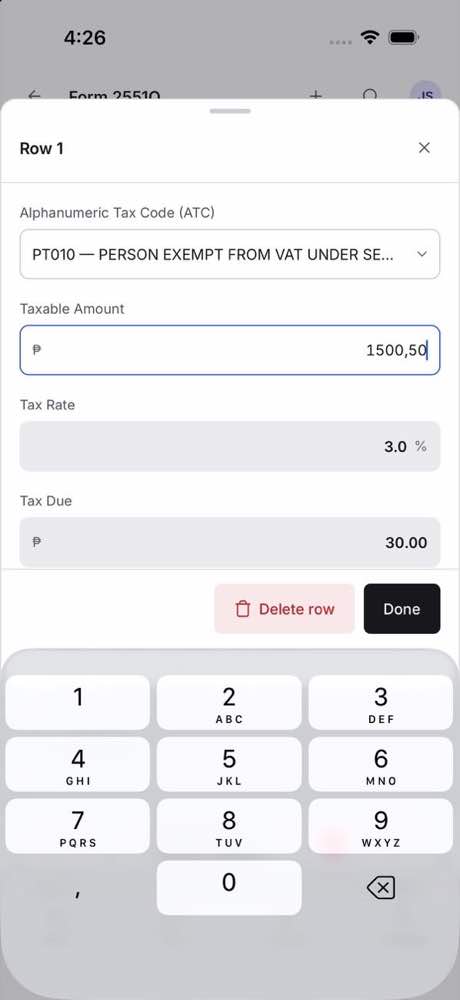 4:26
Form 2551Q
JS
Row 1
Alphanumeric Tax Code (ATC)
PT010 — PERSON EXEMPT FROM VAT UNDER SE...
Taxable Amount
₱ 1500,50
Tax Rate
3.0 %
Tax Due
₱ 30.00
Delete row
Done
1
2
ABC
3
DEF
4
GHI
5
JKL
6
MNO
7
PQRS
8
TUV
9
WXYZ
,
0